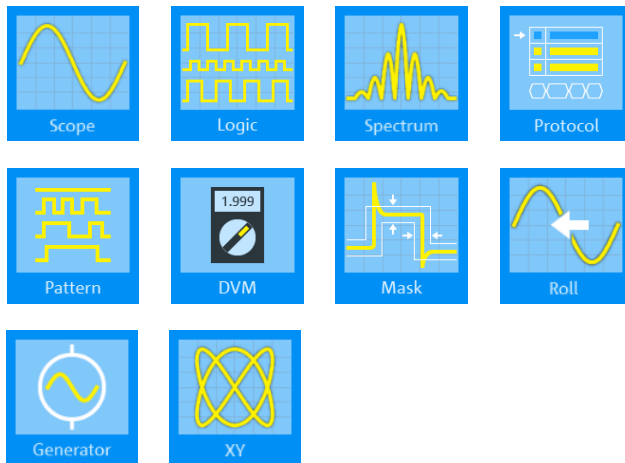 Scope
Logic
Spectrum
Protocol
Pattern
1.999
DVM
Mask
Roll
Generator
XY